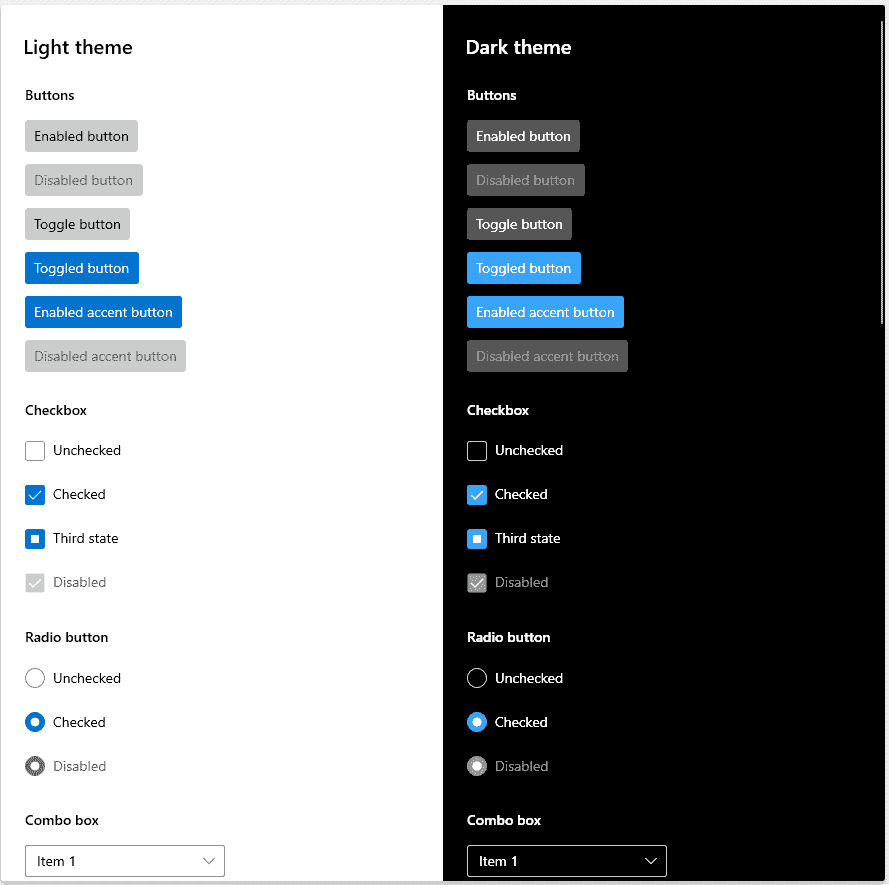 Light theme
Buttons
Enabled button
Disabled button
Toggle button
Toggled button
Enabled accent button
Disabled accent button
Checkbox
Unchecked
Checked
Third state
Disabled
Radio button
Unchecked
Checked
Disabled
Combo box
Item 1
Dark theme
Buttons
Enabled button
Disabled button
Toggle button
Toggled button
Enabled accent button
Disabled accent button
Checkbox
Unchecked
Checked
Third state
Disabled
Radio button
Unchecked
Checked
Disabled
Combo box
Item 1